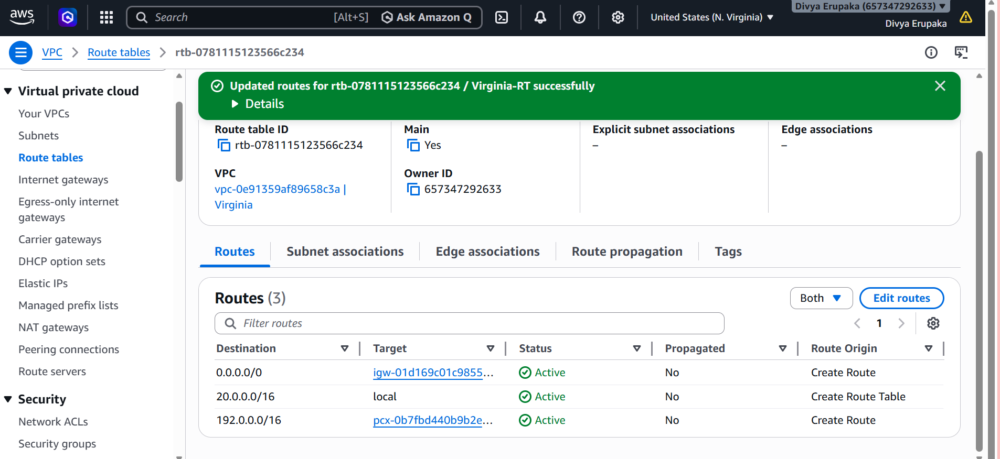 aws
Search [Alt+S] Ask Amazon Q
United States (N. Virginia)
Divya Erupaka (657347292633)
Divya Erupaka
VPC
Route tables
rtb-0781115123566c234
Virtual private cloud
Your VPCs
Subnets
Route tables
Internet gateways
Egress-only internet
gateways
Carrier gateways
DHCP option sets
Elastic IPs
Managed prefix lists
NAT gateways
Peering connections
Route servers
Security
Network ACLs
Security groups
Updated routes for rtb-0781115123566c234 / Virginia-RT successfully
Details
Route table ID
rtb-0781115123566c234
Main
Yes
Explicit subnet associations
–
Edge associations
–
VPC
vpc-0e91359af89658c3a |
Virginia
Owner ID
657347292633
Routes
Subnet associations
Edge associations
Route propagation
Tags
Routes (3)
Both
Edit routes
Filter routes
1
Destination Target Status Propagated Route Origin
0.0.0.0/0 igw-01d169c01c9855... Active No Create Route
20.0.0.0/16 local Active No Create Route Table
192.0.0.0/16 pcx-0b7fbd440b9b2e... Active No Create Route